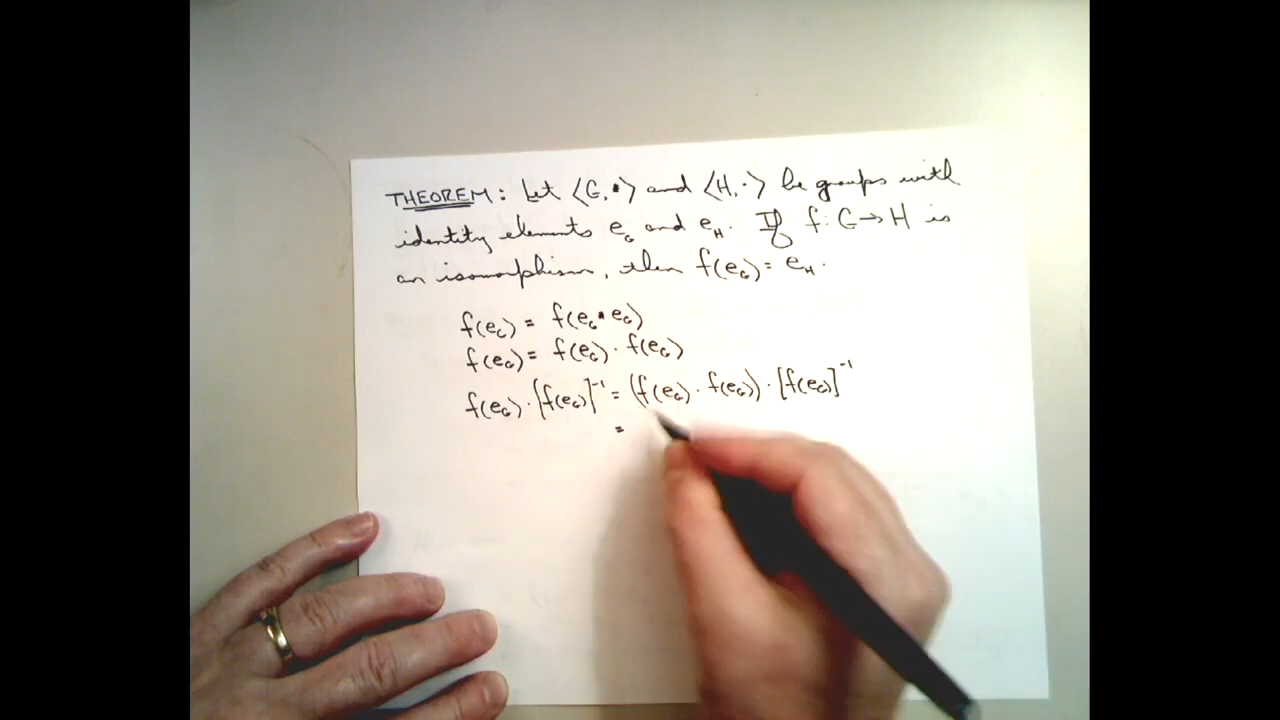 THEOREM: Let ⟨G,•⟩ and ⟨H,·⟩ be groups with
identity elements e_G and e_H. If f: G→H is
an isomorphism, then f(e_G) = e_H.
f(e_G) = f(e_G • e_G)
f(e_G) = f(e_G) · f(e_G)
f(e_G) · [f(e_G)]⁻¹ = (f(e_G) · f(e_G)) · [f(e_G)]⁻¹
=